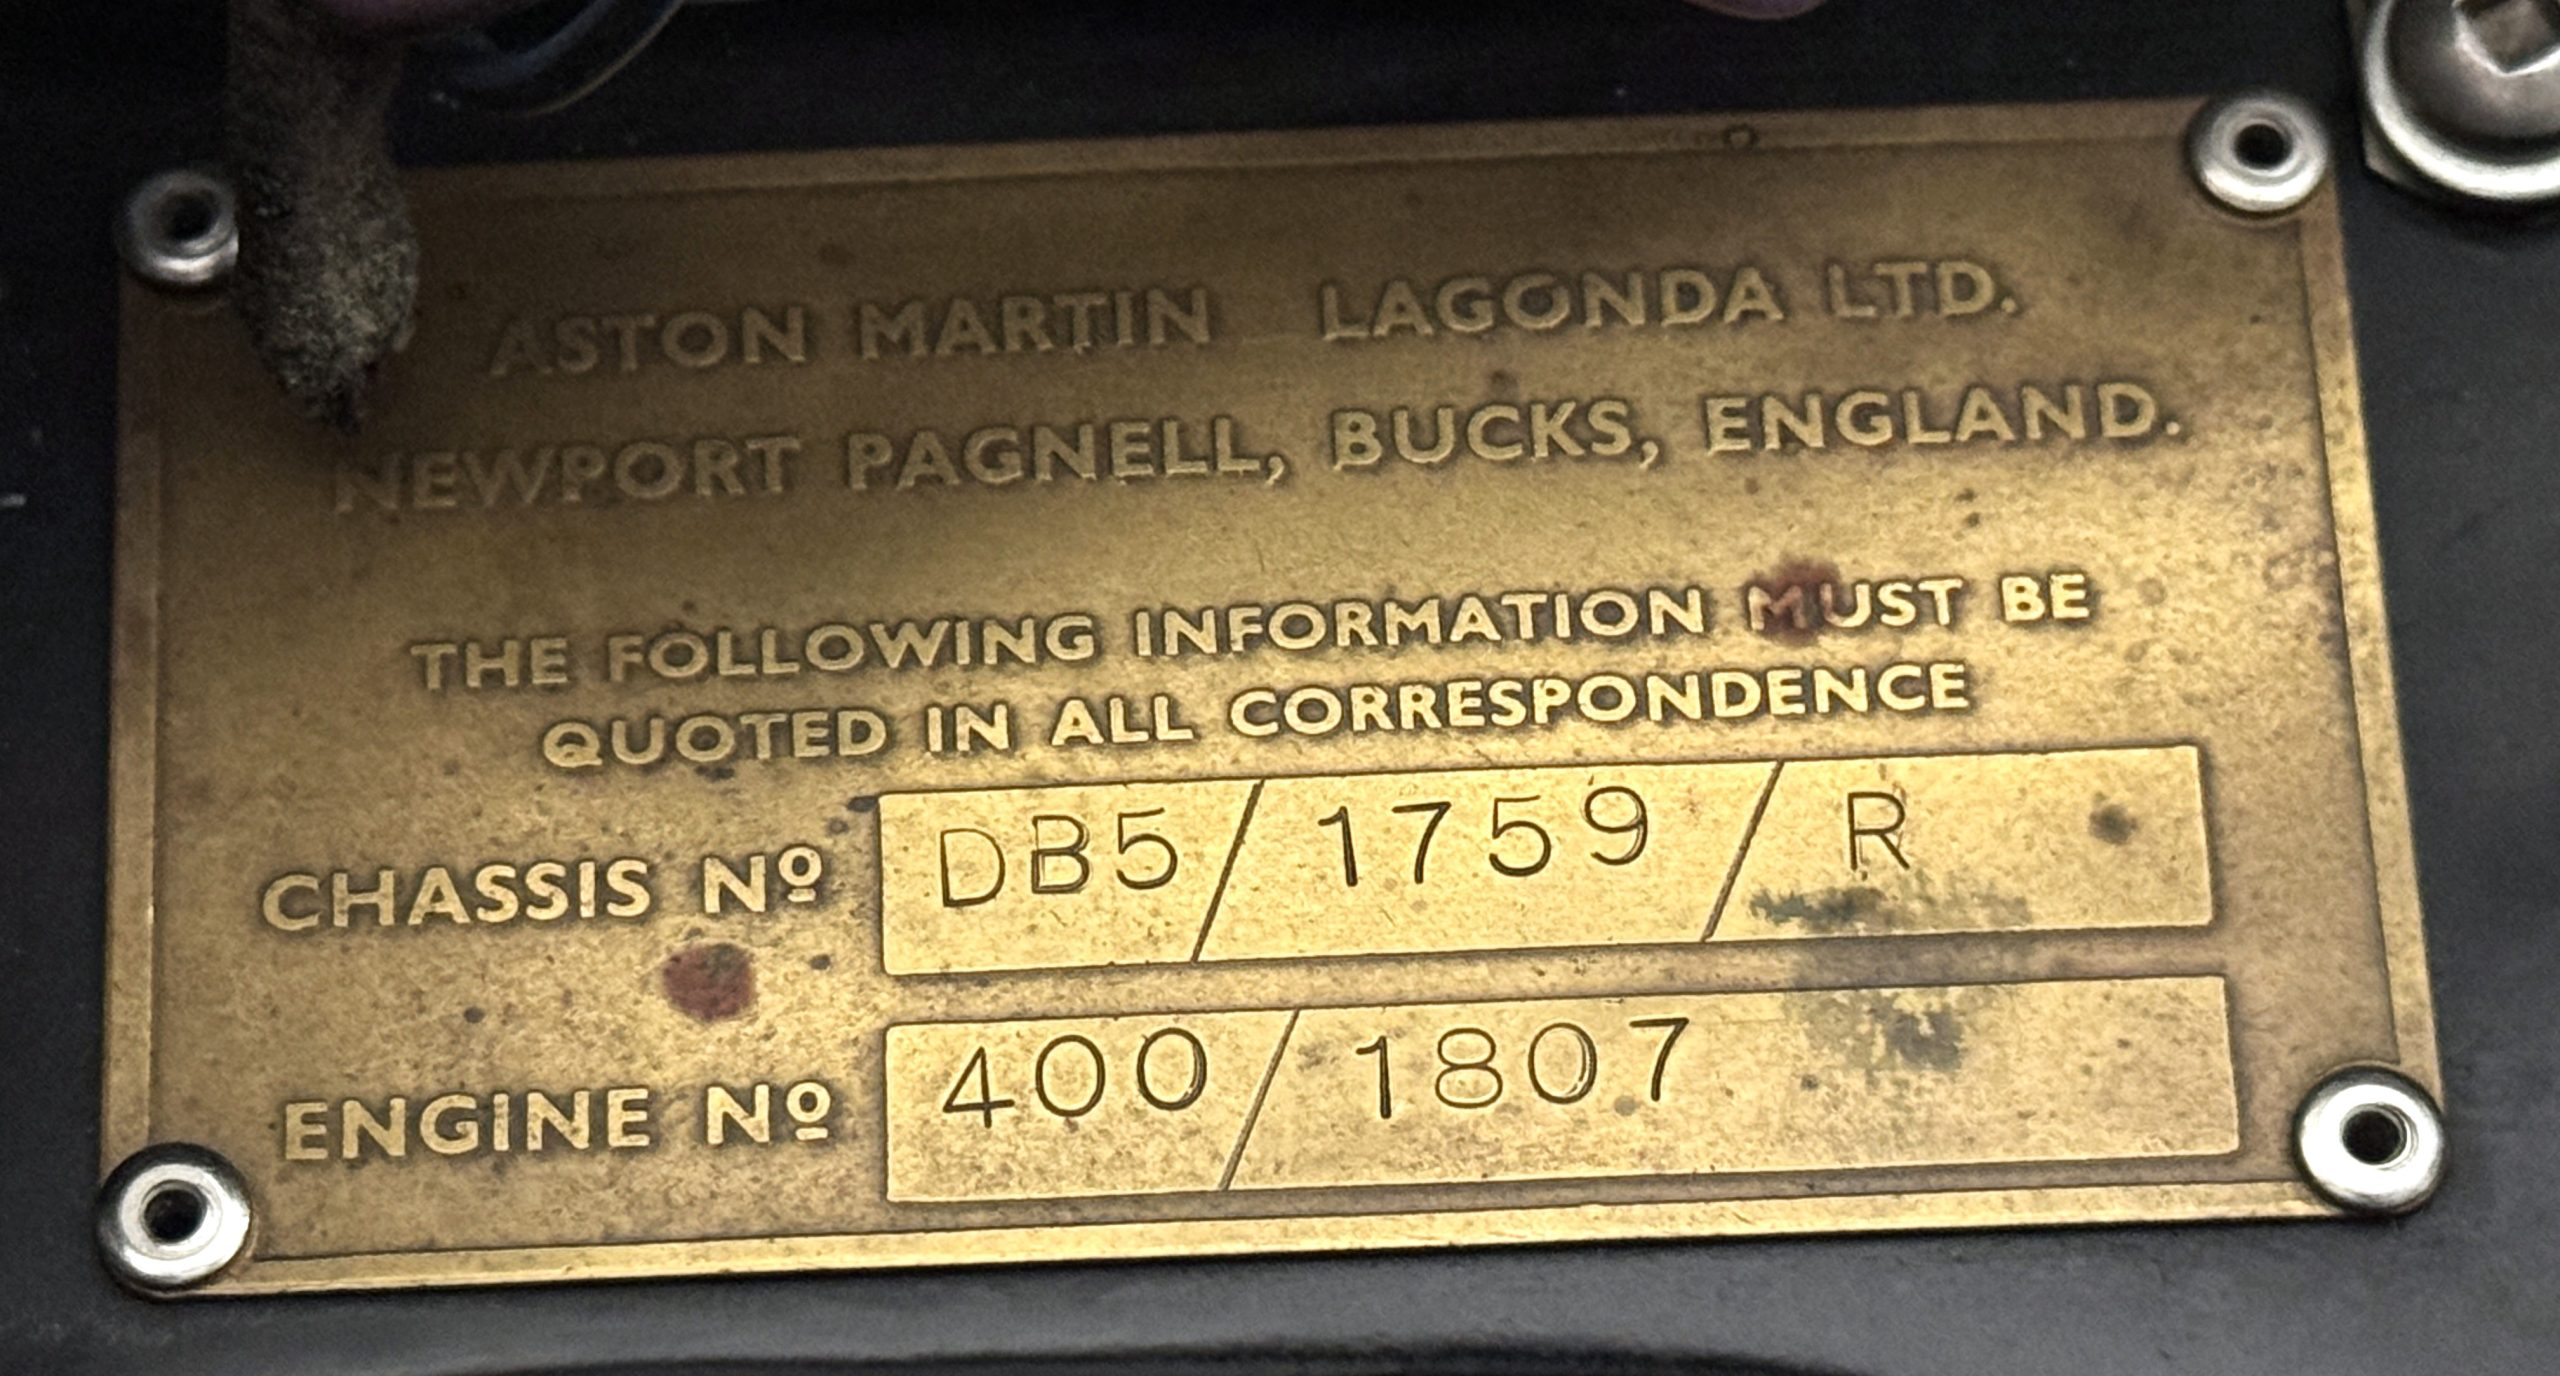 ASTON MARTIN LAGONDA LTD.
NEWPORT PAGNELL, BUCKS, ENGLAND.
THE FOLLOWING INFORMATION MUST BE
QUOTED IN ALL CORRESPONDENCE
CHASSIS Nº DB5/1759/R
ENGINE Nº 400/1807